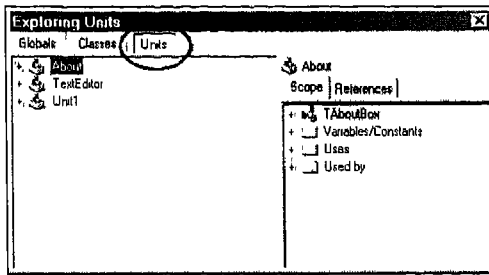 Exploring Units
Globals Classes Units
About
TextEditor
Unit1
About
Scope References
TAboutBox
Variables/Constants
Uses
Used by